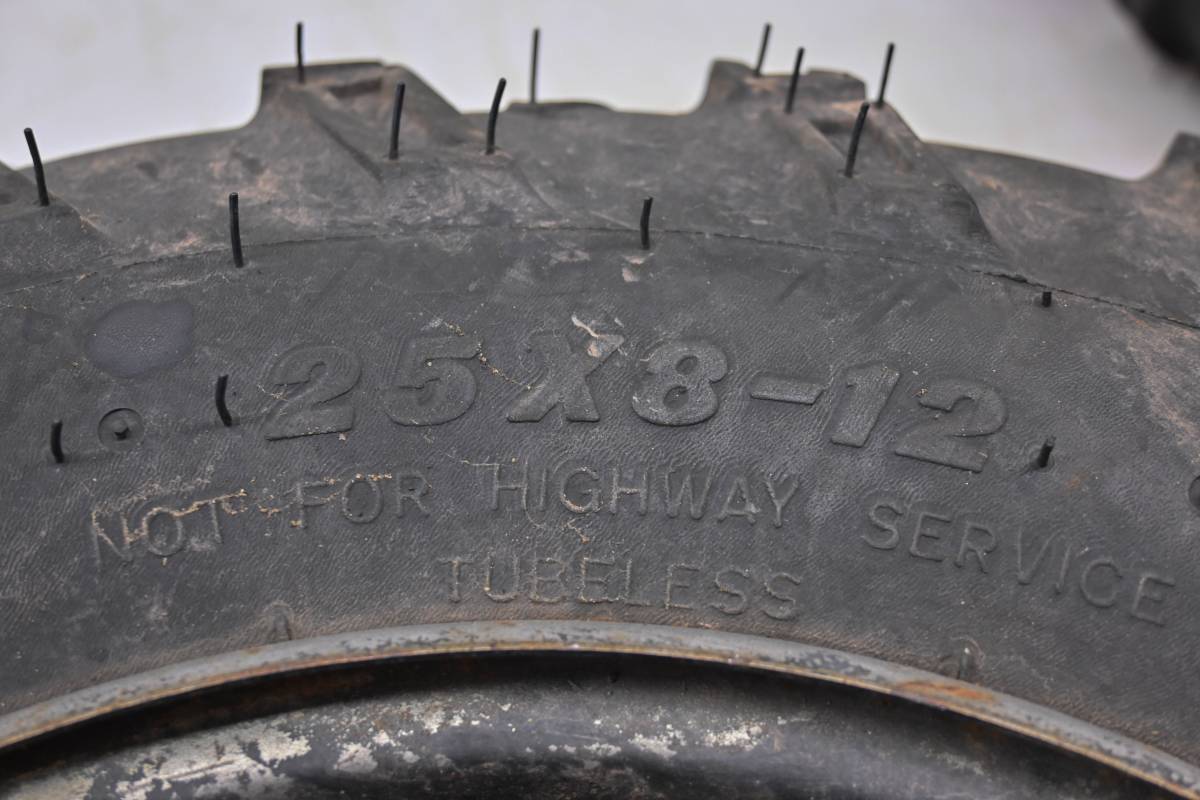 25X8-12
NOT FOR HIGHWAY SERVICE
TUBELESS